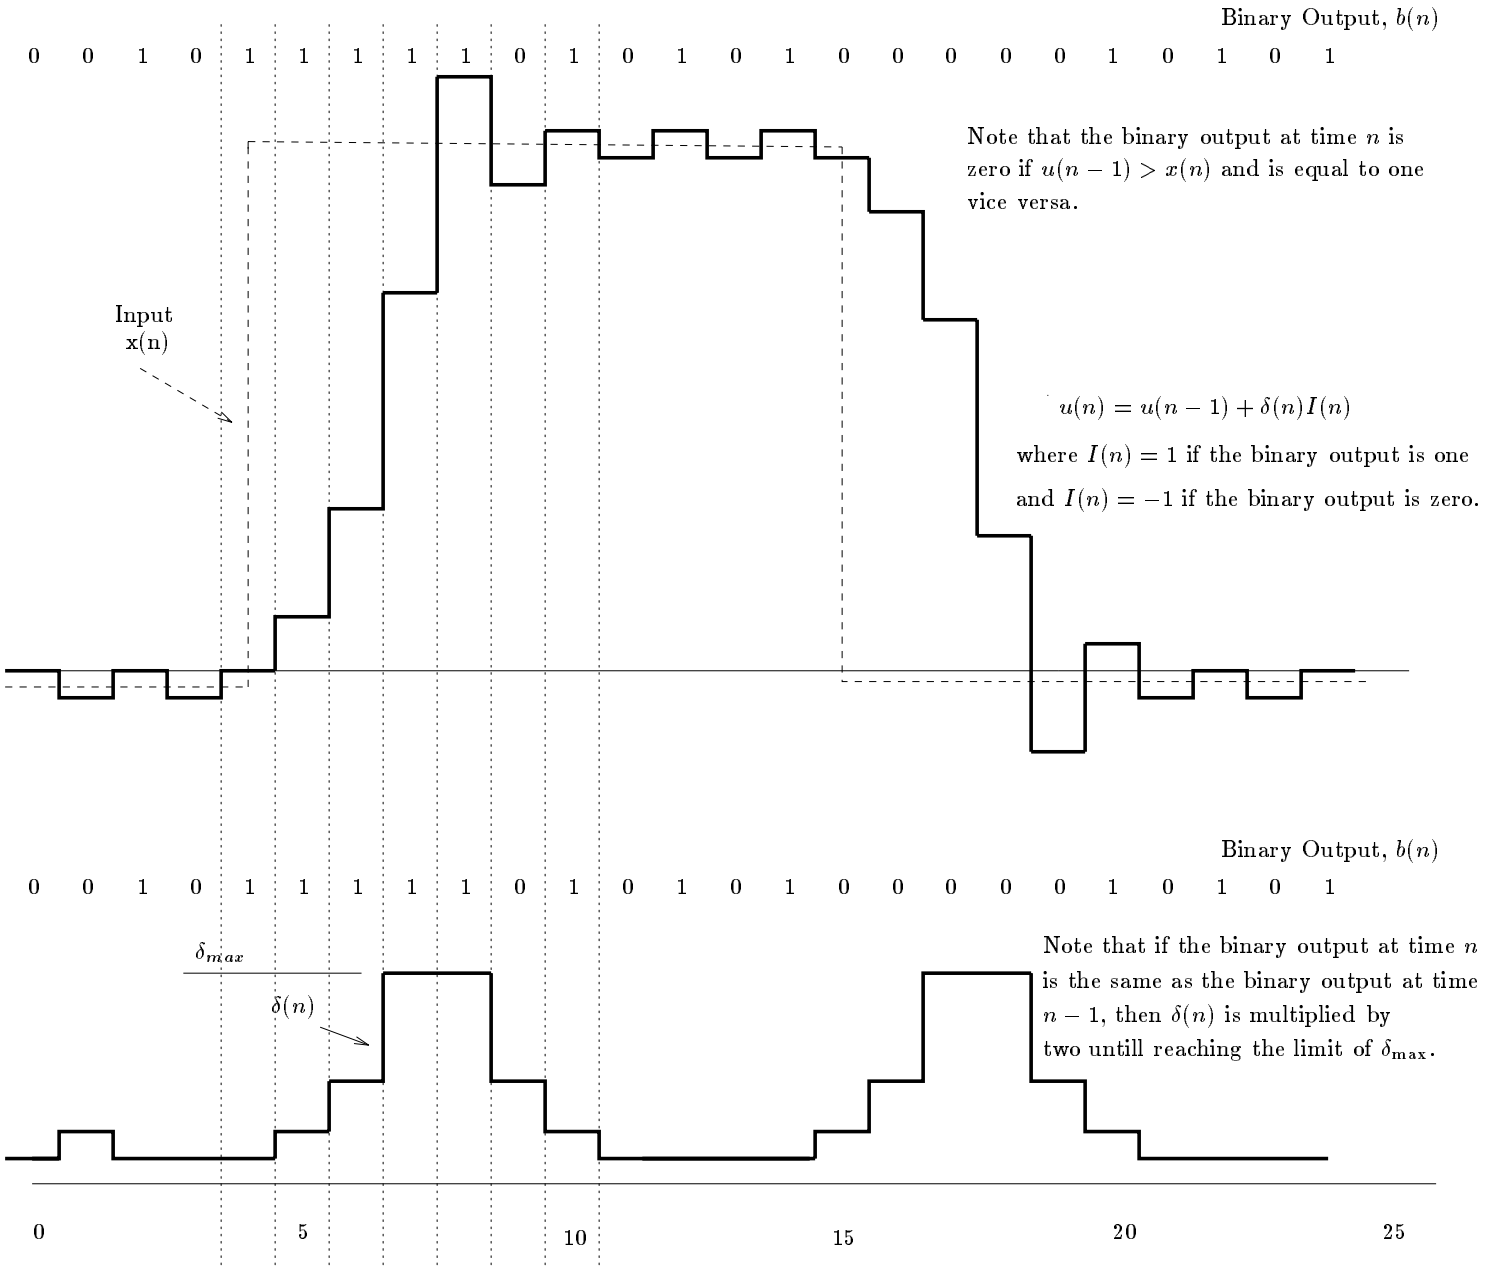 Binary Output, b(n)
0 0 1 0 1 1 1 1 1 0 1 0 1 0 1 0 0 0 0 0 1 0 1 0 1
Note that the binary output at time n is
zero if u(n − 1) > x(n) and is equal to one
vice versa.
Input
x(n)
u(n) = u(n − 1) + δ(n)I(n)
where I(n) = 1 if the binary output is one
and I(n) = −1 if the binary output is zero.
Binary Output, b(n)
0 0 1 0 1 1 1 1 1 0 1 0 1 0 1 0 0 0 0 0 1 0 1 0 1
δmax
δ(n)
Note that if the binary output at time n
is the same as the binary output at time
n − 1, then δ(n) is multiplied by
two untill reaching the limit of δmax.
0 5 10 15 20 25